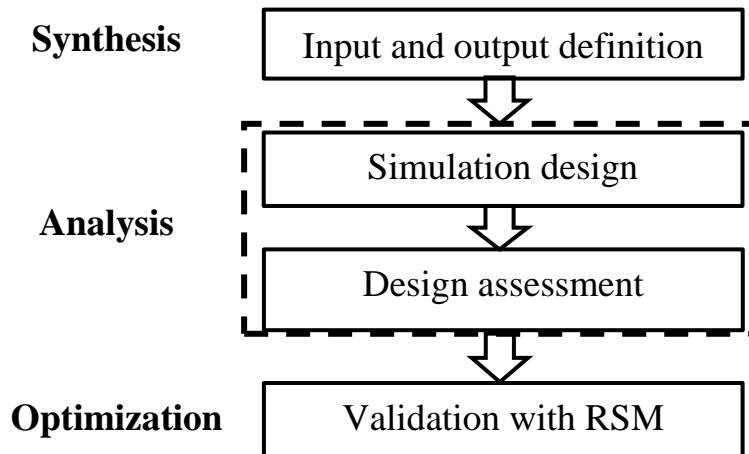 Synthesis
Input and output definition
Simulation design
Analysis
Design assessment
Optimization
Validation with RSM